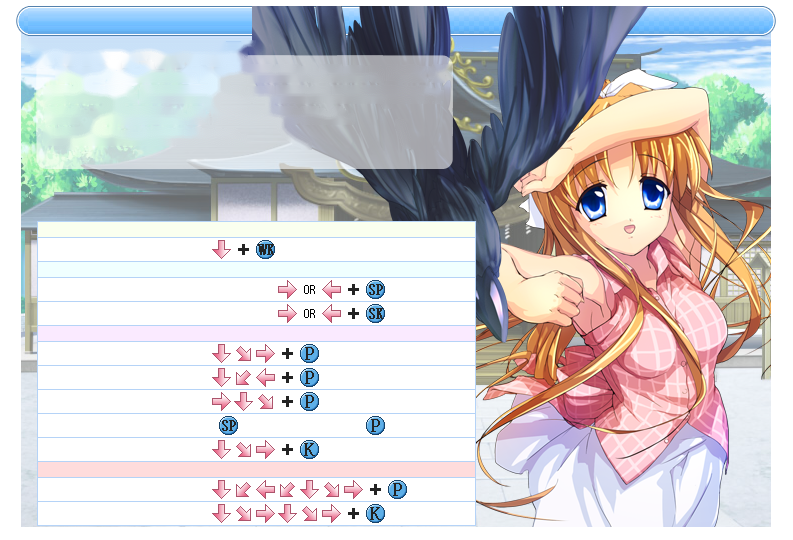 ↓ + WK
→ OR ← + SP
→ OR ← + SK
↓ ↘ → + P
↓ ↙ ← + P
→ ↓ ↘ + P
SP P
↓ ↘ → + K
↓ ↙ ← ↙ ↓ ↘ → + P
↓ ↘ → ↓ ↘ → + K